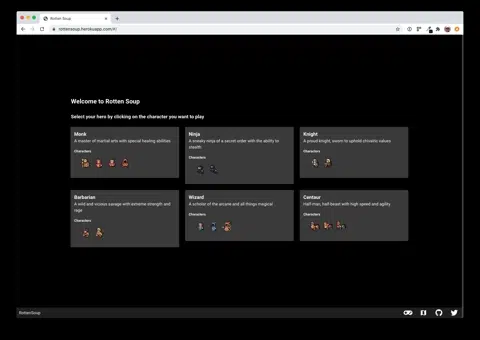 Rotten Soup
rottensoup.herokuapp.com/#/
Welcome to Rotten Soup
Select your hero by clicking on the character you want to play
Monk
A master of martial arts with special healing abilities
Characters
Ninja
A sneaky ninja of a secret order with the ability to
stealth
Characters
Knight
A proud knight, sworn to uphold chivalric values
Characters
Barbarian
A wild and vicious savage with extreme strength and
rage
Characters
Wizard
A scholar of the arcane and all things magical
Characters
Centaur
Half-man, half-beast with high speed and agility
Characters
RottenSoup